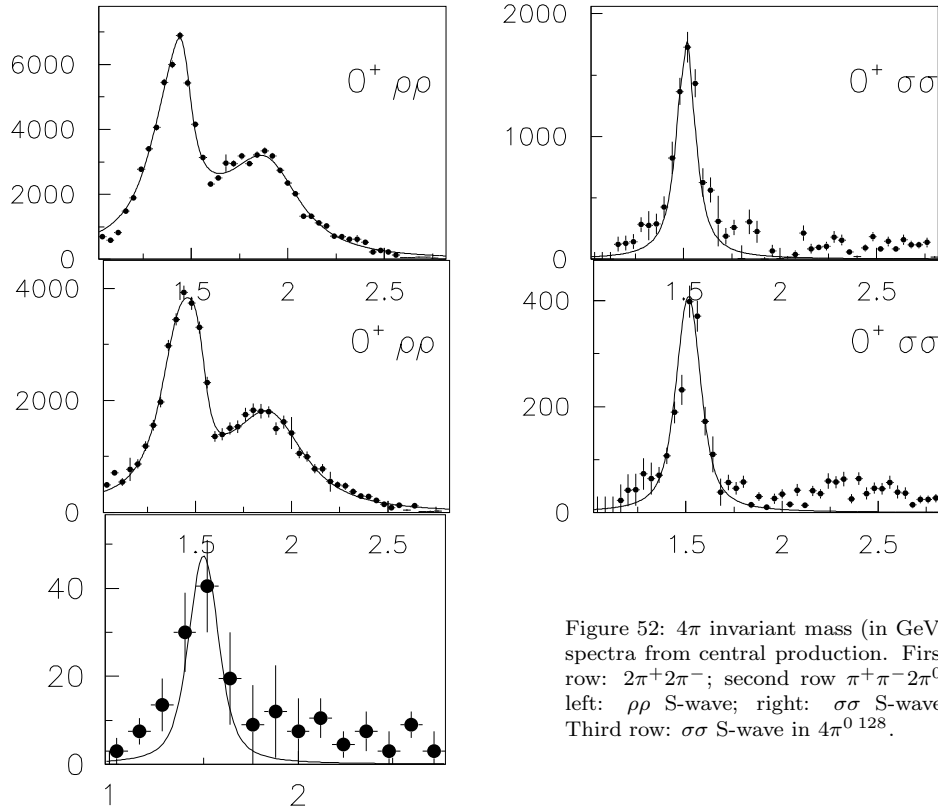 6000
4000
2000
0
0+ ρρ
2000
1000
0
0+ σσ
1.5 2 2.5
1.5 2 2.5
4000
2000
0
0+ ρρ
400
200
0
0+ σσ
1.5 2 2.5
1.5 2 2.5
40
20
0
1 2
Figure 52: 4π invariant mass (in GeV
spectra from central production. Firs
row: 2π+2π−; second row π+π−2π0
left: ρρ S-wave; right: σσ S-wave
Third row: σσ S-wave in 4π0 128.